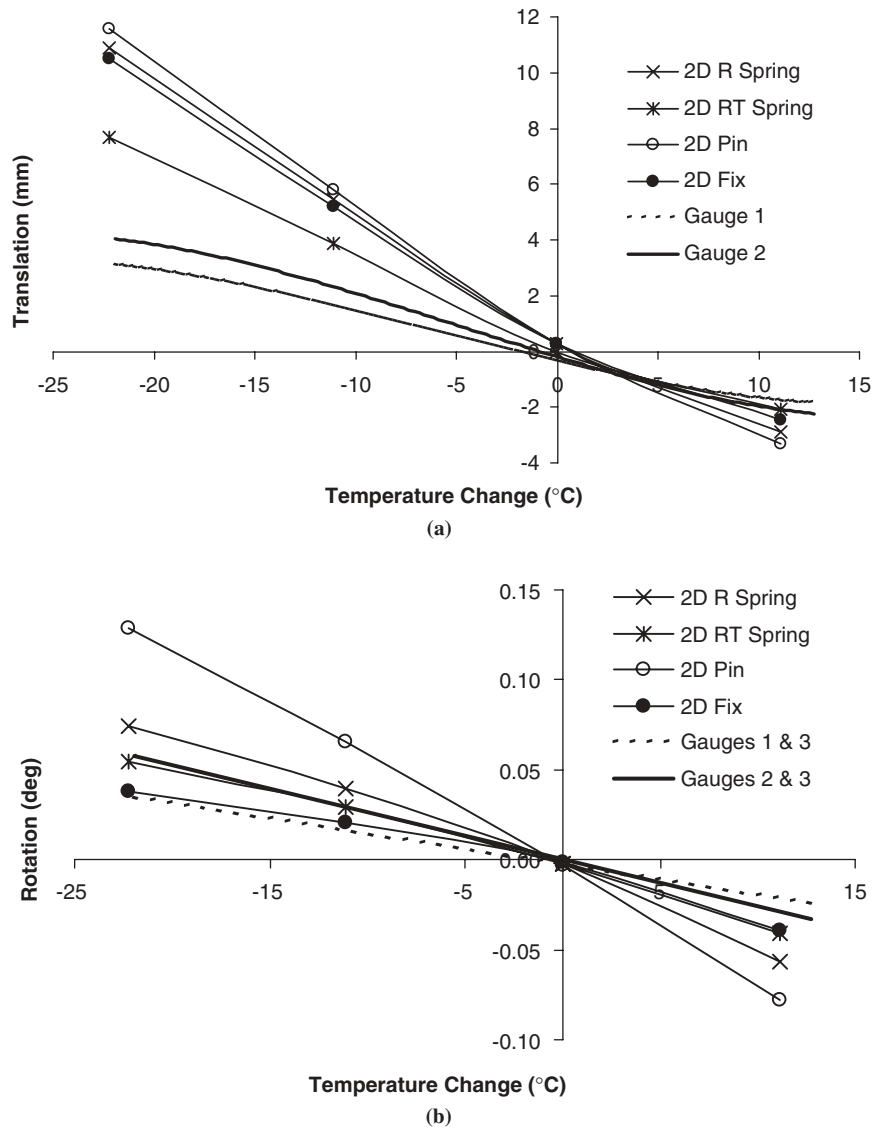 12
10
8
6
4
2
-2
-4
-25
-20
-15
-10
-5
0
5
10
15
2D R Spring
2D RT Spring
2D Pin
2D Fix
Gauge 1
Gauge 2
Translation (mm)
Temperature Change (°C)
(a)
0.15
0.10
0.05
0.00
-0.05
-0.10
-25
-15
-5
5
15
2D R Spring
2D RT Spring
2D Pin
2D Fix
Gauges 1 & 3
Gauges 2 & 3
Rotation (deg)
Temperature Change (°C)
(b)